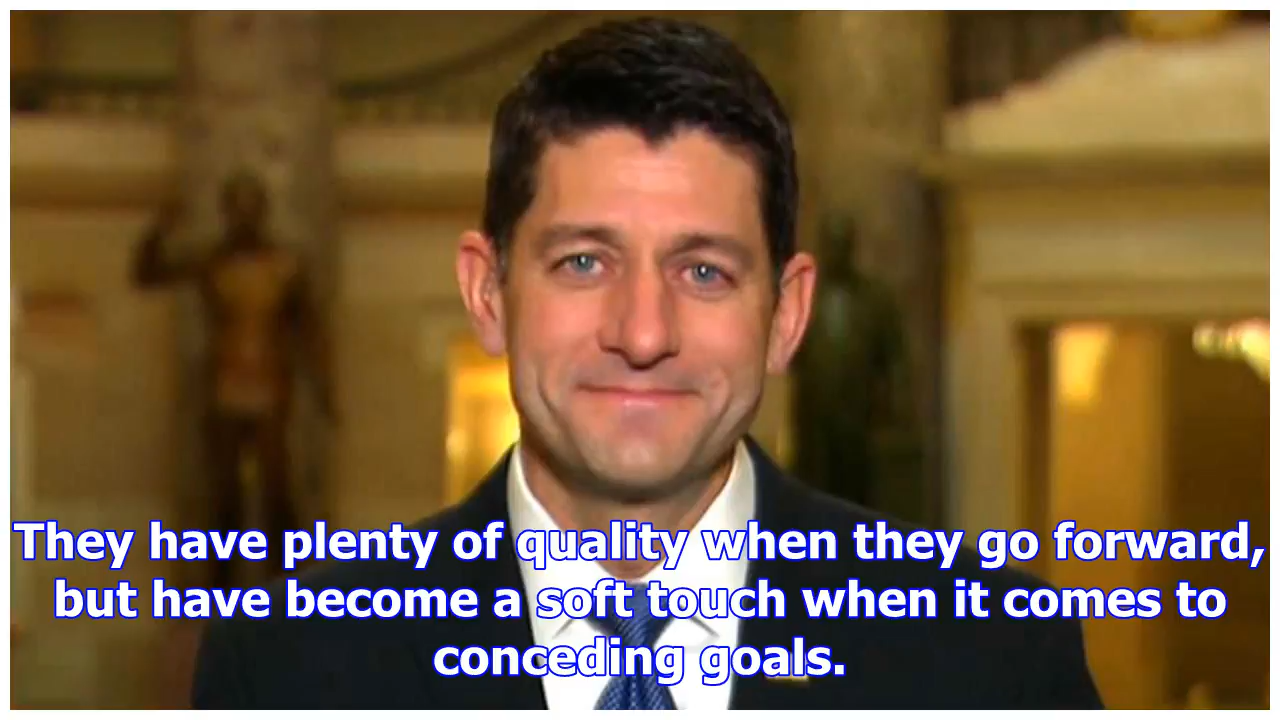 They have plenty of quality when they go forward,
but have become a soft touch when it comes to
conceding goals.